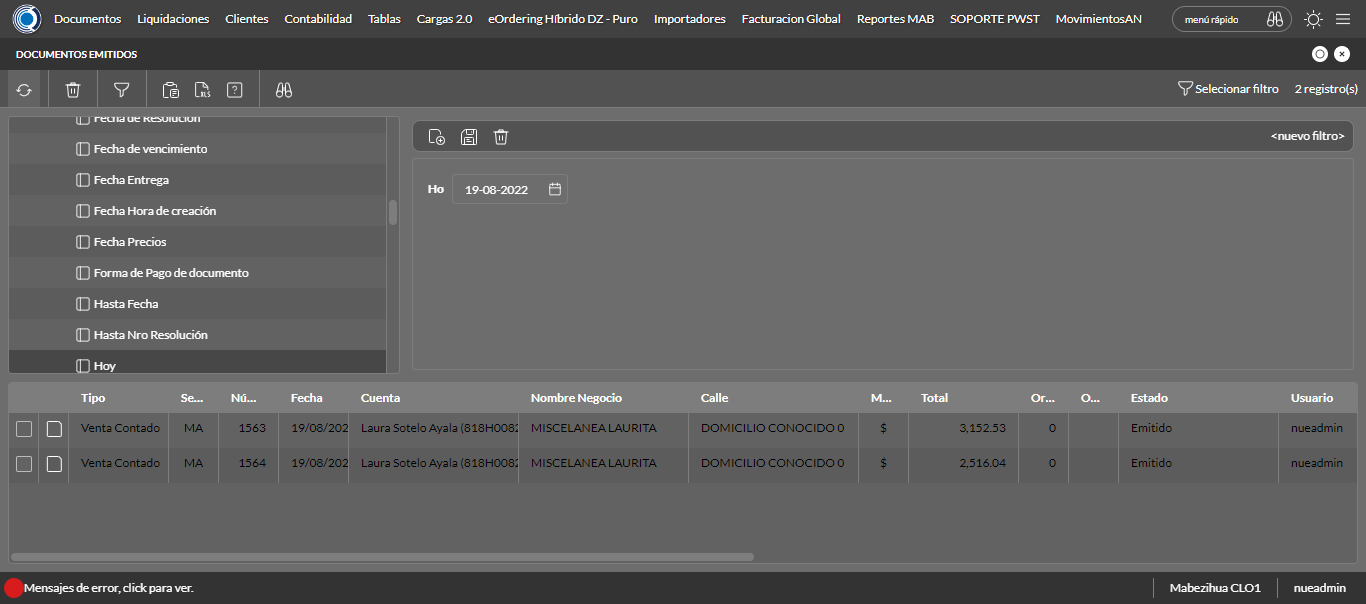 Documentos Liquidaciones Clientes Contabilidad Tablas Cargas 2.0 eOrdering Híbrido DZ - Puro Importadores Facturacion Global Reportes MAB SOPORTE PWST MovimientosAN menú rápido
DOCUMENTOS EMITIDOS
XLS ? Selecionar filtro 2 registro(s)
Fecha de Resolución
Fecha de vencimiento
Fecha Entrega
Fecha Hora de creación
Fecha Precios
Forma de Pago de documento
Hasta Fecha
Hasta Nro Resolución
Hoy
<nuevo filtro>
Ho 19-08-2022
Tipo Se... Nú... Fecha Cuenta Nombre Negocio Calle M... Total Or... O... Estado Usuario
Venta Contado MA 1563 19/08/202 Laura Sotelo Ayala (818H0082 MISCELANEA LAURITA DOMICILIO CONOCIDO 0 $ 3,152.53 0 Emitido nueadmin
Venta Contado MA 1564 19/08/202 Laura Sotelo Ayala (818H0082 MISCELANEA LAURITA DOMICILIO CONOCIDO 0 $ 2,516.04 0 Emitido nueadmin
Mensajes de error, click para ver. Mabezihua CLO1 nueadmin